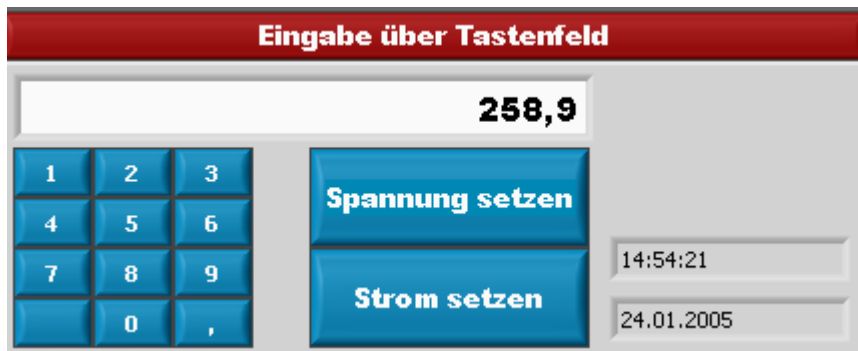 Eingabe über Tastenfeld
258,9
1 2 3
4 5 6
7 8 9
0 ,
Spannung setzen
Strom setzen
14:54:21
24.01.2005